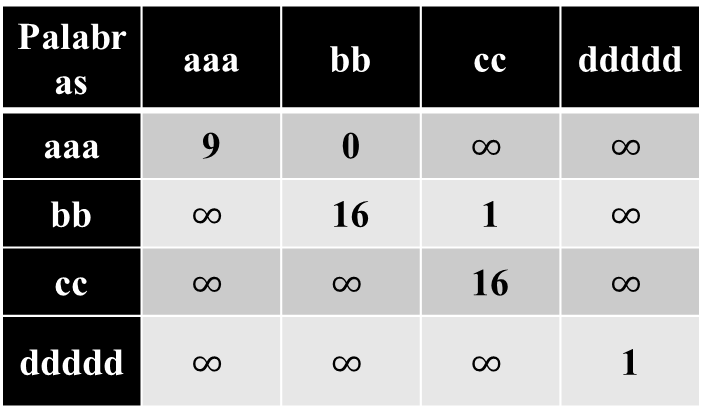 Palabr
as aaa bb cc ddddd
aaa 9 0 ∞ ∞
bb ∞ 16 1 ∞
cc ∞ ∞ 16 ∞
ddddd ∞ ∞ ∞ 1